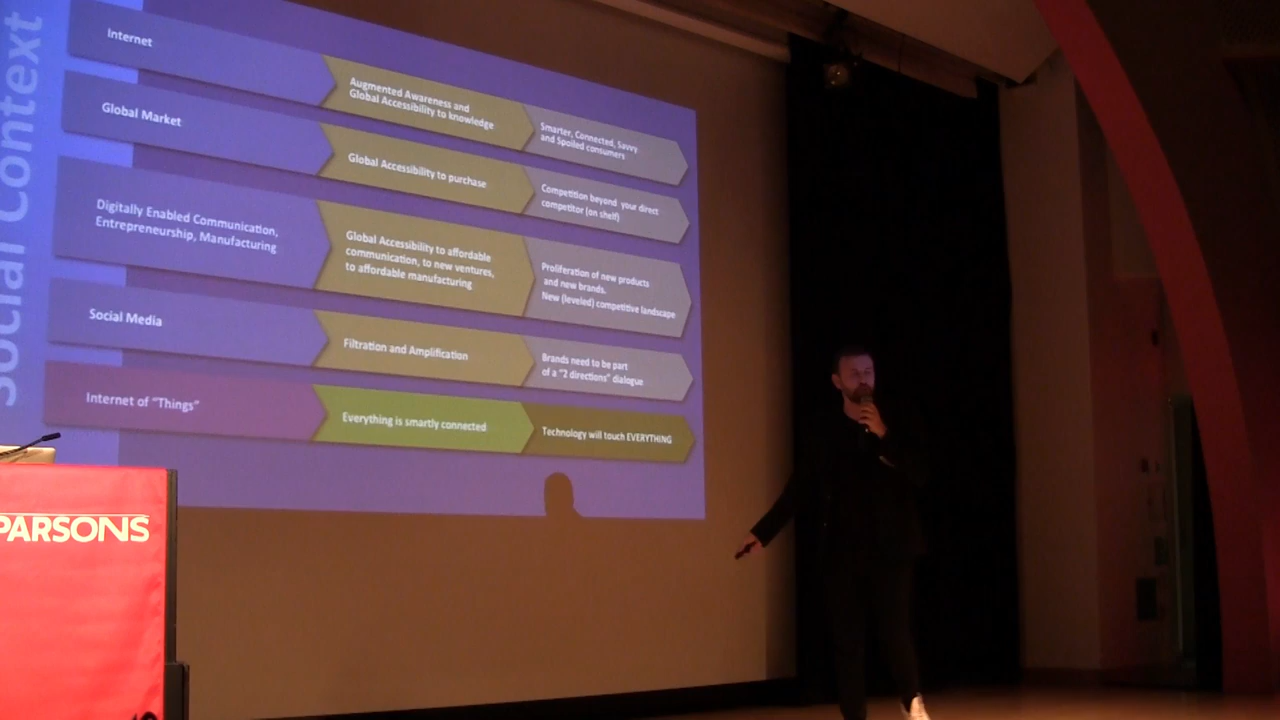 Social Context
Internet
Augmented Awareness and
Global Accessibility to knowledge
Smarter, Connected, Savvy
and Spoiled consumers
Global Market
Global Accessibility to purchase
Competition beyond your direct
competitor (on shelf)
Digitally Enabled Communication,
Entrepreneurship, Manufacturing
Global Accessibility to affordable
communication, to new ventures,
to affordable manufacturing
Proliferation of new products
and new brands.
New (leveled) competitive landscape
Social Media
Filtration and Amplification
Brands need to be part
of a "2 directions" dialogue
Internet of "Things"
Everything is smartly connected
Technology will touch EVERYTHING
PARSONS